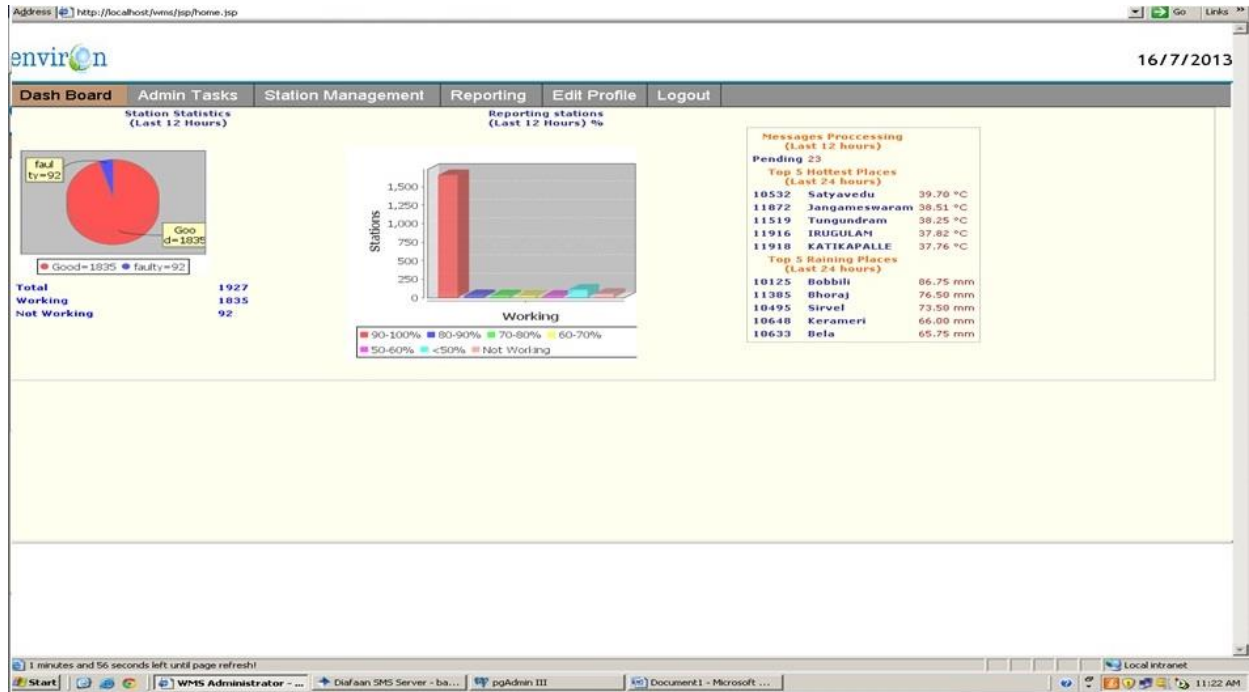 Address http://localhost/wms/jsp/home.jsp Go Links »
environ
16/7/2013
Dash Board Admin Tasks Station Management Reporting Edit Profile Logout
Station Statistics
(Last 12 Hours)
faul
ty=92
Goo
d=1835
Good=1835 faulty=92
Total 1927
Working 1835
Not Working 92
Reporting stations
(Last 12 Hours) %
Stations
1,500
1,250
1,000
750
500
250
0
Working
90-100% 80-90% 70-80% 60-70%
50-60% <50% Not Working
Messages Proccessing
(Last 12 hours)
Pending 23
Top 5 Hottest Places
(Last 24 hours)
10532 Satyavedu 39.70 °C
11872 Jangameswaram 38.51 °C
11519 Tungundram 38.25 °C
11916 IRUGULAM 37.82 °C
11918 KATIKAPALLE 37.76 °C
Top 5 Raining Places
(Last 24 hours)
10125 Bobbili 86.75 mm
11385 Bhoraj 76.50 mm
10495 Sirvel 73.50 mm
10648 Kerameri 66.00 mm
10633 Bela 65.75 mm
1 minutes and 56 seconds left until page refresh!
Local intranet
Start WMS Administrator - ... Diafaan SMS Server - ba... pgAdmin III Document1 - Microsoft ... 11:22 AM